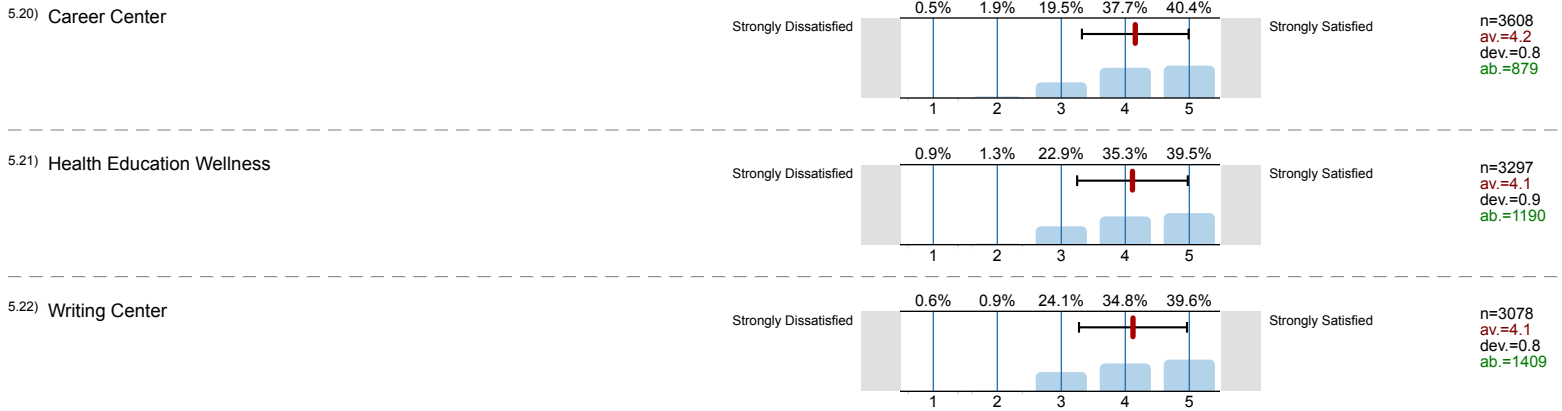 5.20) Career Center
0.5% 1.9% 19.5% 37.7% 40.4%
Strongly Dissatisfied
Strongly Satisfied
1 2 3 4 5
n=3608
av.=4.2
dev.=0.8
ab.=879
5.21) Health Education Wellness
0.9% 1.3% 22.9% 35.3% 39.5%
Strongly Dissatisfied
Strongly Satisfied
1 2 3 4 5
n=3297
av.=4.1
dev.=0.9
ab.=1190
5.22) Writing Center
0.6% 0.9% 24.1% 34.8% 39.6%
Strongly Dissatisfied
Strongly Satisfied
1 2 3 4 5
n=3078
av.=4.1
dev.=0.8
ab.=1409